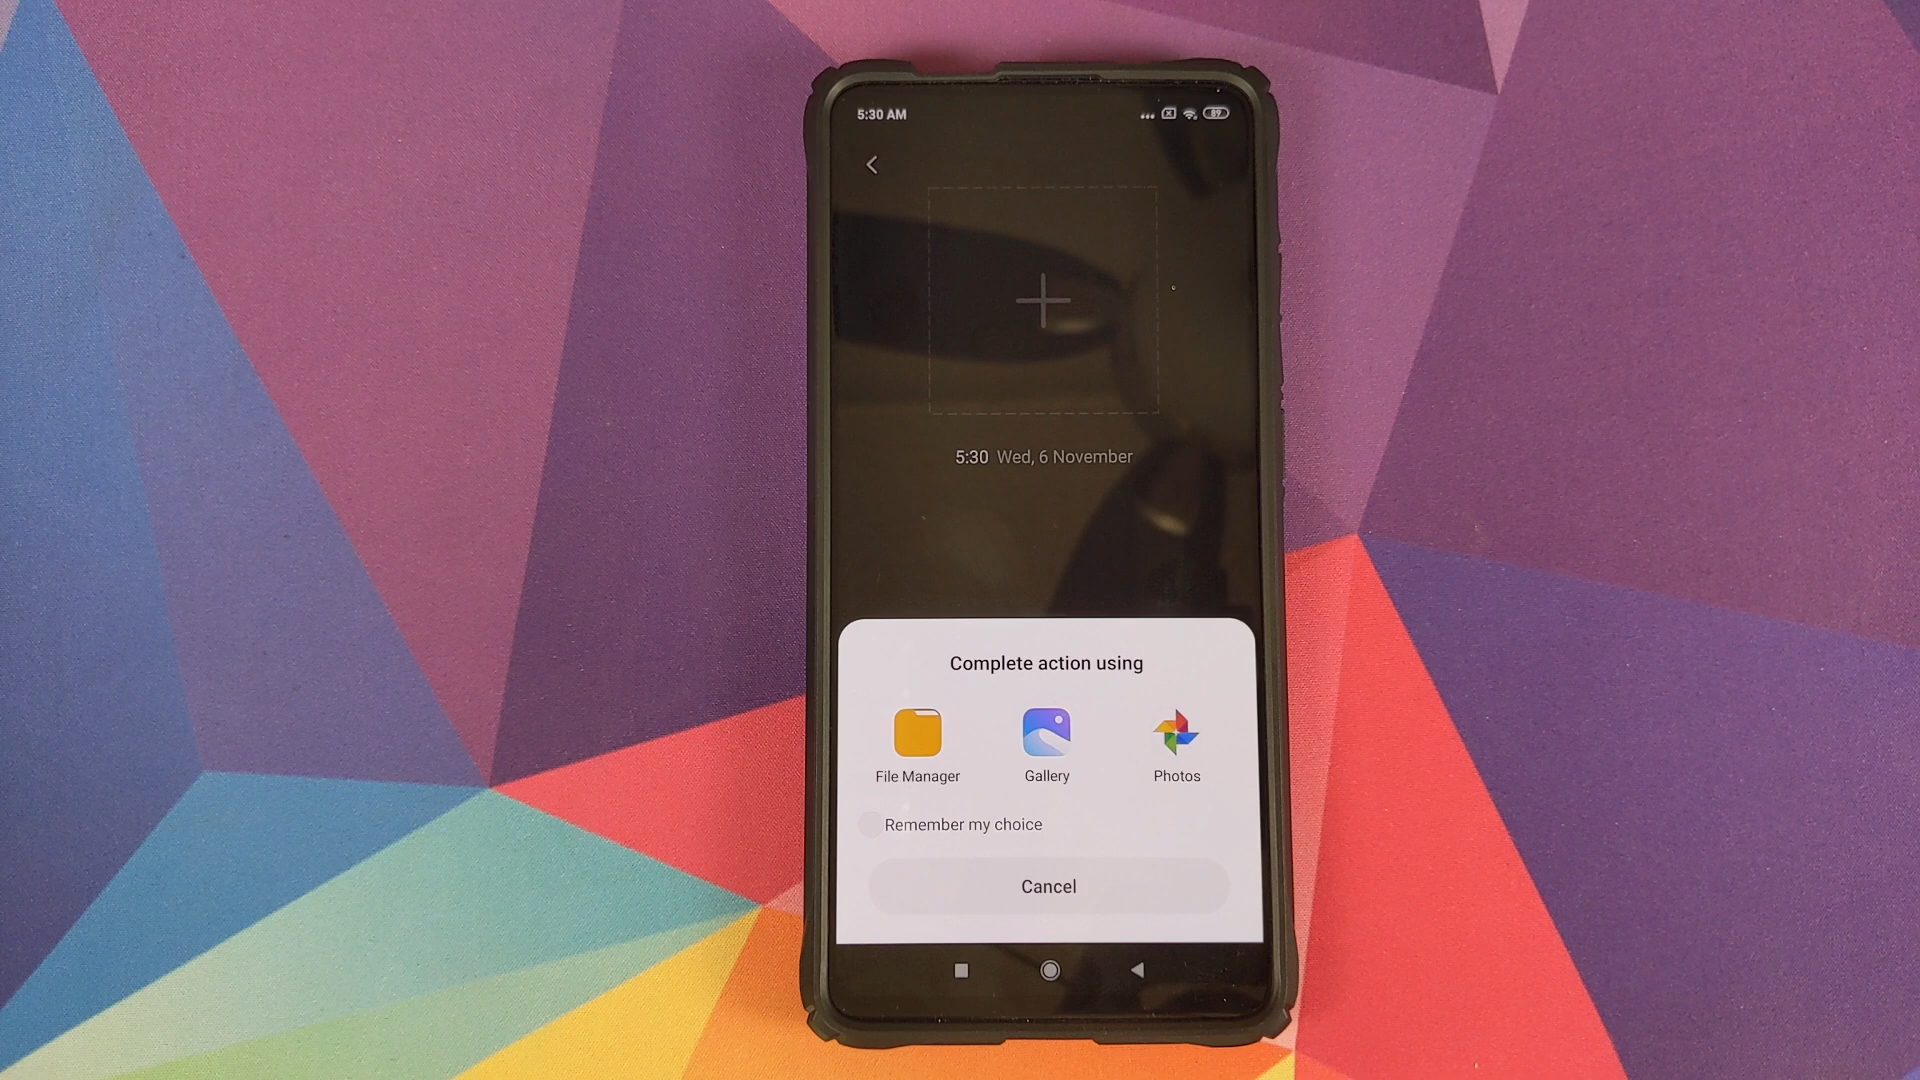 5:30 AM
89
5:30 Wed, 6 November
Complete action using
File Manager
Gallery
Photos
Remember my choice
Cancel